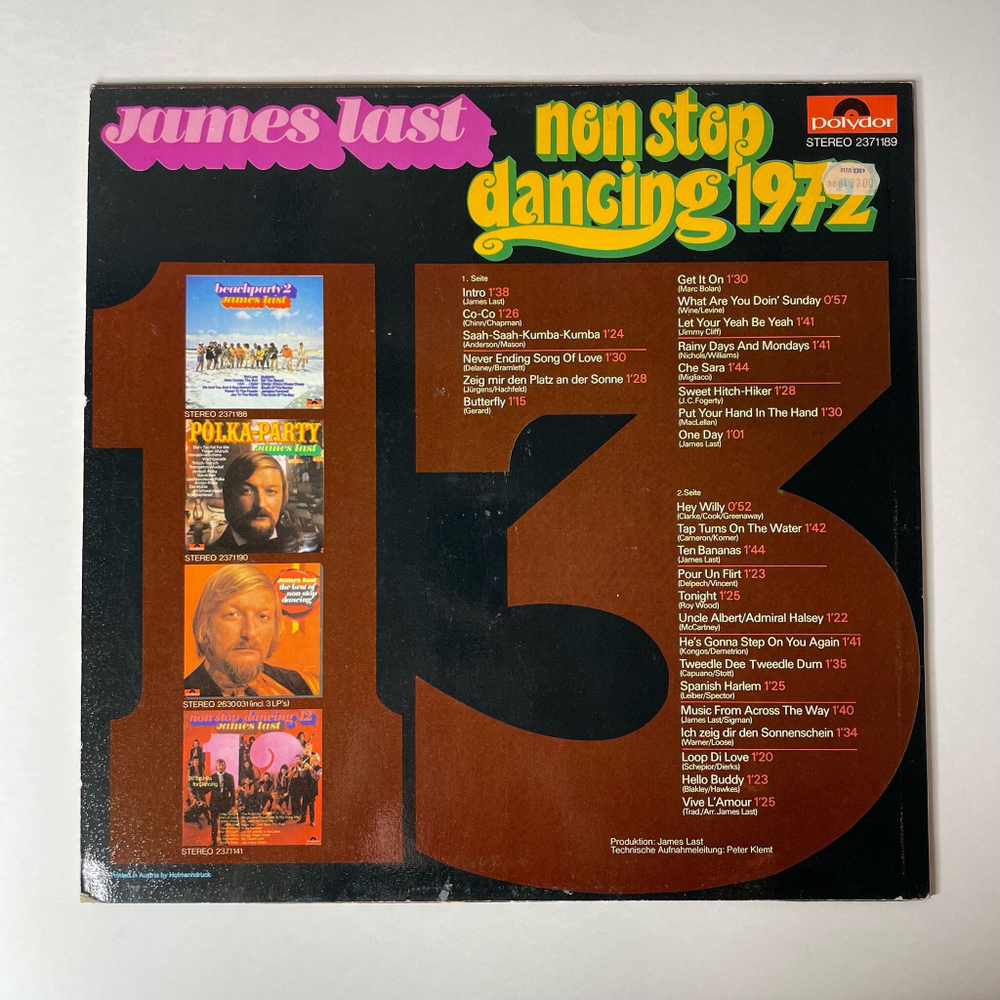 james last
non stop
dancing 1972
polydor
STEREO 2371189
13
beachparty 2
james last
STEREO 2371188
POLKA-PARTY
james last
STEREO 2371190
james last
the best of
non stop
dancing
STEREO 2630031 (incl. 3 LP's)
non stop dancing 12
james last
12
for Dancing
STEREO 2371141
1. Seite
Intro 1'38
(James Last)
Co-Co 1'26
(Chinn/Chapman)
Saah-Saah-Kumba-Kumba 1'24
(Anderson/Mason)
Never Ending Song Of Love 1'30
(Delaney/Bramlett)
Zeig mir den Platz an der Sonne 1'28
(Jürgens/Hachfeld)
Butterfly 1'15
(Gerard)
Get It On 1'30
(Marc Bolan)
What Are You Doin' Sunday 0'57
(Wine/Levine)
Let Your Yeah Be Yeah 1'41
(Jimmy Cliff)
Rainy Days And Mondays 1'41
(Nichols/Williams)
Che Sara 1'44
(Migliacci)
Sweet Hitch-Hiker 1'28
(J.C. Fogerty)
Put Your Hand In The Hand 1'30
(MacLellan)
One Day 1'01
(James Last)
2. Seite
Hey Willy 0'52
(Clarke/Cook/Greenaway)
Tap Turns On The Water 1'42
(Cameron/Korner)
Ten Bananas 1'44
(James Last)
Pour Un Flirt 1'23
(Delpech/Vincent)
Tonight 1'25
(Roy Wood)
Uncle Albert/Admiral Halsey 1'22
(McCartney)
He's Gonna Step On You Again 1'41
(Kongos/Demetrion)
Tweedle Dee Tweedle Dum 1'35
(Capuano/Stott)
Spanish Harlem 1'25
(Leiber/Spector)
Music From Across The Way 1'40
(James Last/Sigman)
Ich zeig dir den Sonnenschein 1'34
(Warner/Loose)
Loop Di Love 1'20
(Schepior/Dierks)
Hello Buddy 1'23
(Blakley/Hawkes)
Vive L'Amour 1'25
(Trad./Arr. James Last)
Produktion: James Last
Technische Aufnahmeleitung: Peter Klemt
Printed in Austria by Hofmanndruck